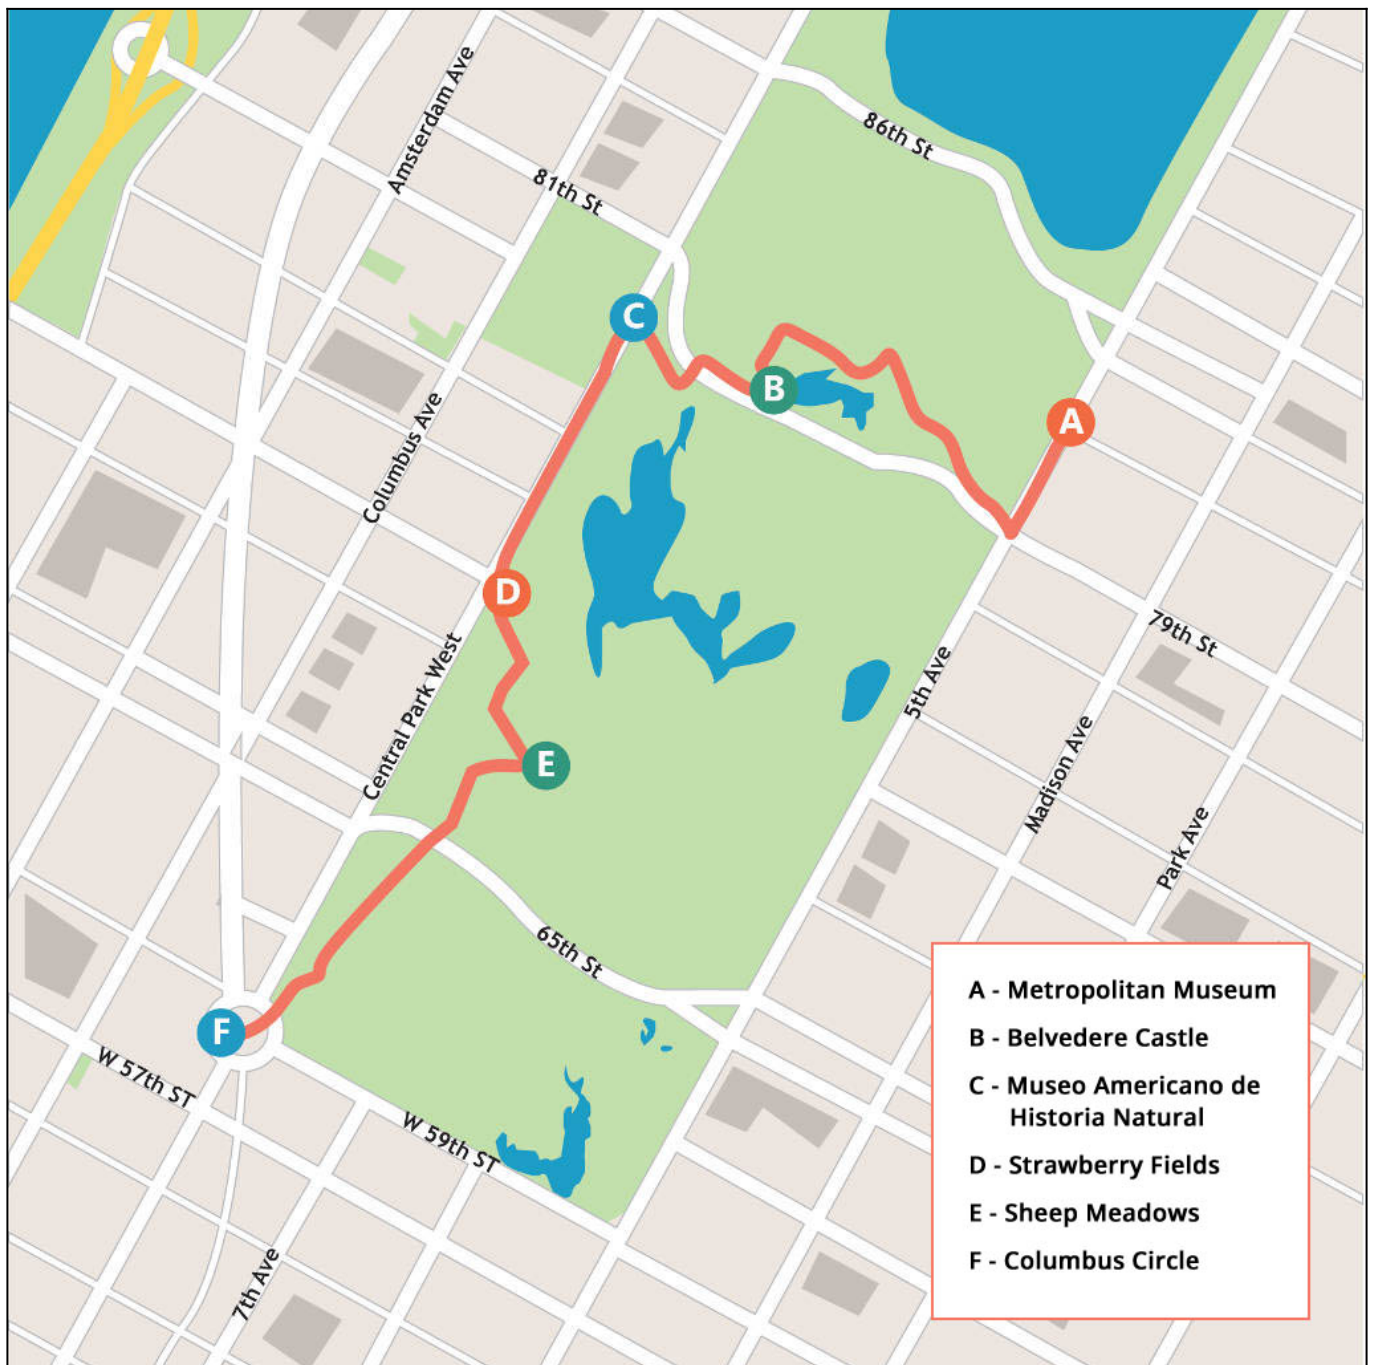 Amsterdam Ave
86th St
81th St
C
B
A
Columbus Ave
D
79th St
Central Park West
5th Ave
E
Madison Ave
Park Ave
65th St
F
W 57th ST
W 59th ST
7th Ave
A - Metropolitan Museum
B - Belvedere Castle
C - Museo Americano de
Historia Natural
D - Strawberry Fields
E - Sheep Meadows
F - Columbus Circle